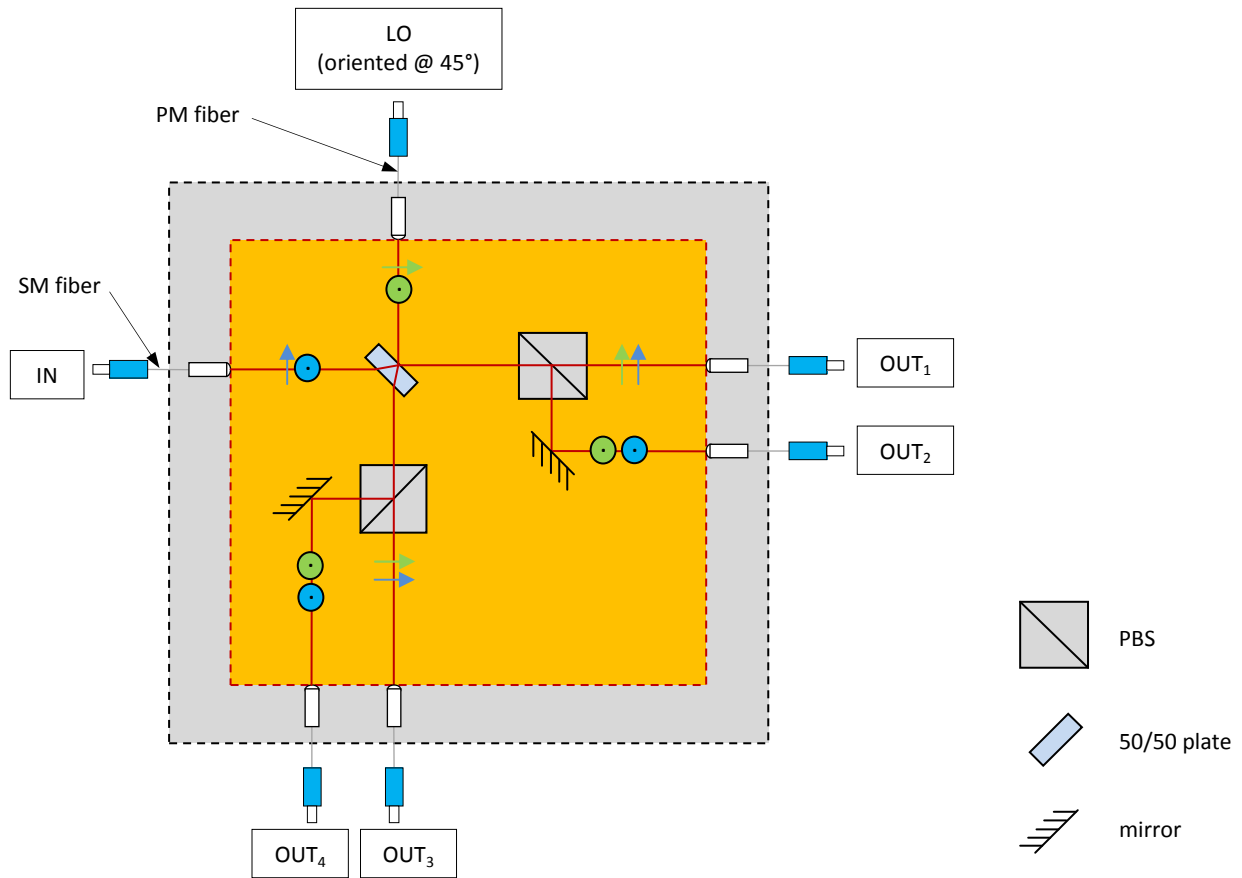 LO
(oriented @ 45°)
PM fiber
SM fiber
IN
OUT₁
OUT₂
PBS
50/50 plate
mirror
OUT₄
OUT₃